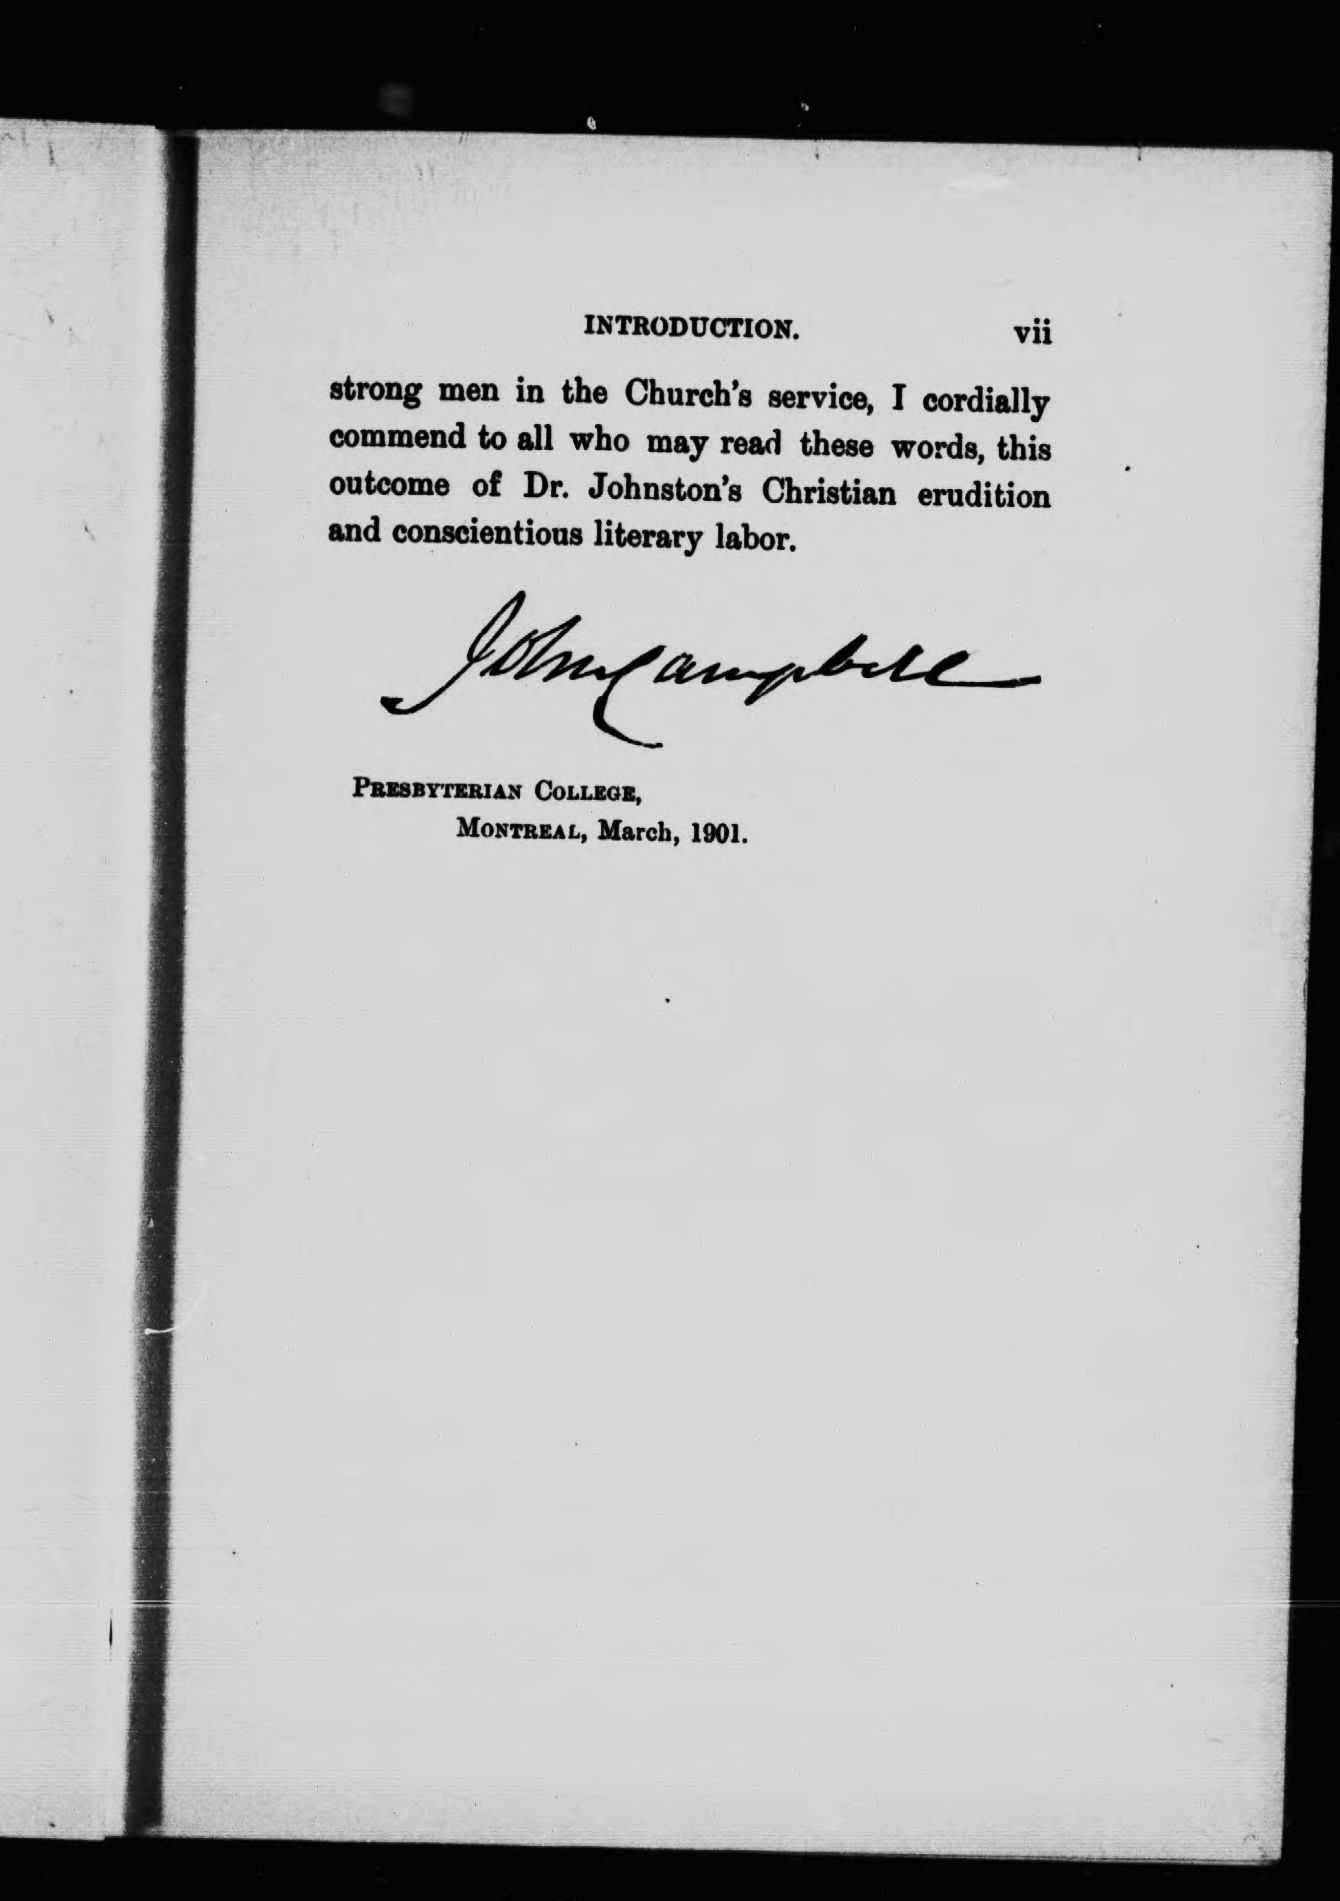 INTRODUCTION. vii
strong men in the Church's service, I cordially
commend to all who may read these words, this
outcome of Dr. Johnston's Christian erudition
and conscientious literary labor.
John Campbell
PRESBYTERIAN COLLEGE,
MONTREAL, March, 1901.